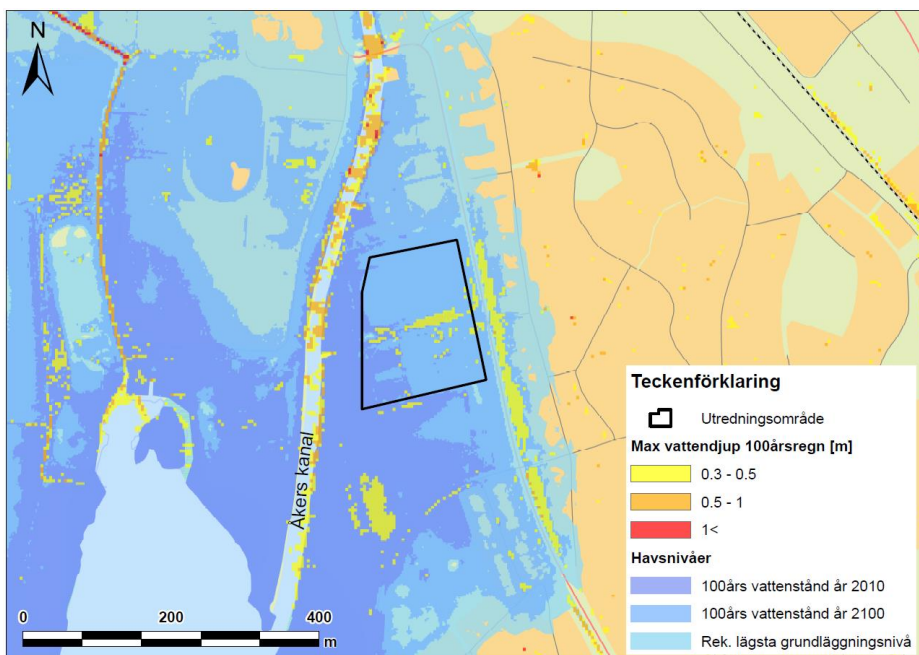 N
Åkers kanal
0 200 400
m
Teckenförklaring
Utredningsområde
Max vattendjup 100årsregn [m]
0.3 - 0.5
0.5 - 1
1<
Havsnivåer
100års vattenstånd år 2010
100års vattenstånd år 2100
Rek. lägsta grundläggningsnivå